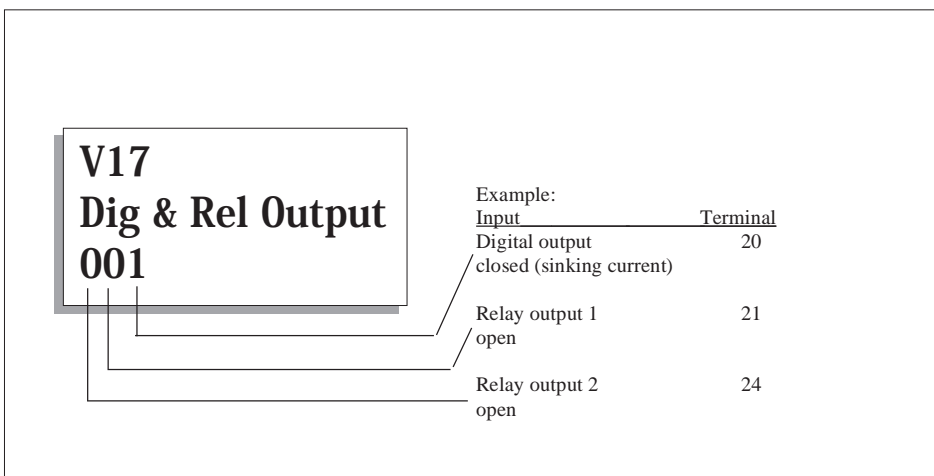 V17
Dig & Rel Output
001
Example:
Input Terminal
Digital output 20
closed (sinking current)
Relay output 1 21
open
Relay output 2 24
open